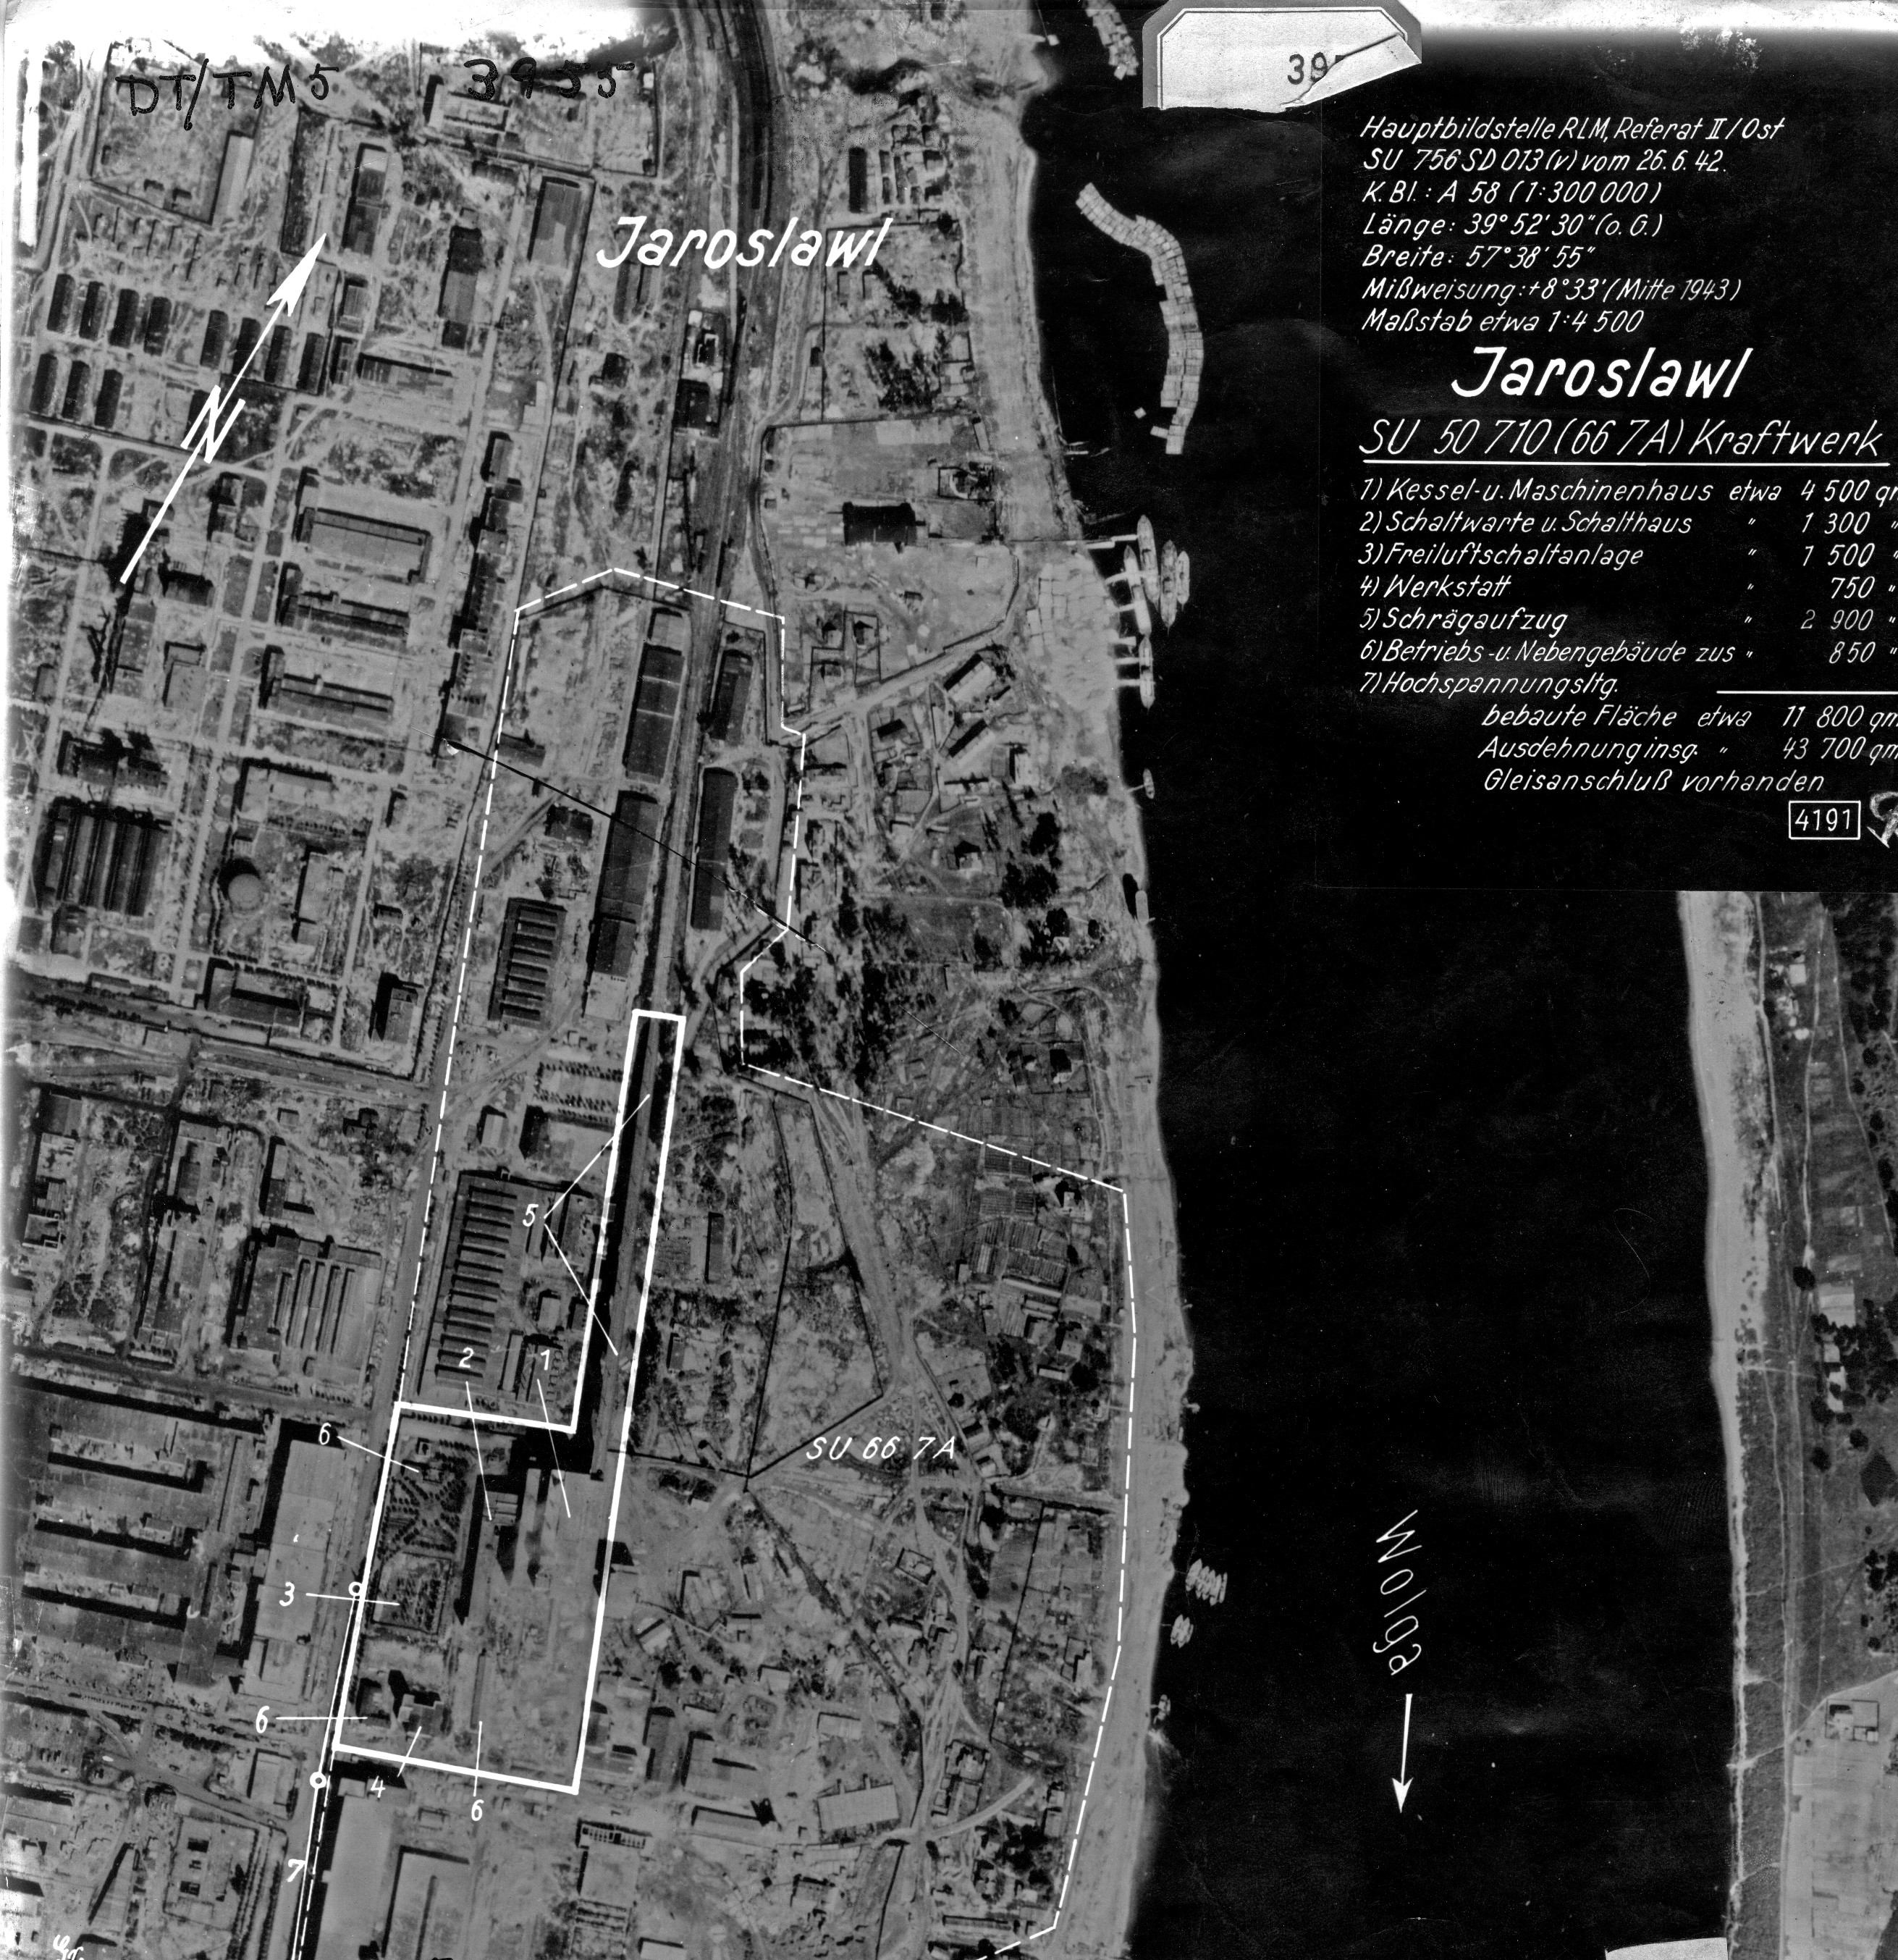 DT/TM5 3955
39
Hauptbildstelle RLM, Referat II/Ost
SU 756 SD 013 (v) vom 26.6.42.
K. Bl.: A 58 (1:300 000)
Länge: 39° 52' 30" (o. G.)
Breite: 57° 38' 55"
Mißweisung: +8° 33' (Mitte 1943)
Maßstab etwa 1:4 500
Jaroslawl
SU 50 710 (66 7A) Kraftwerk
1) Kessel- u. Maschinenhaus etwa 4 500 qm
2) Schaltwarte u. Schalthaus " 1 300 "
3) Freiluftschaltanlage " 1 500 "
4) Werkstatt " 750 "
5) Schrägaufzug " 2 900 "
6) Betriebs- u. Nebengebäude zus " 850 "
7) Hochspannungsltg.
bebaute Fläche etwa 11 800 qm
Ausdehnung insg. " 43 700 qm
Gleisanschluß vorhanden
4191
Jaroslawl
N
5
2 1
6
SU 66 7A
3
6
4
6
7
Wolga